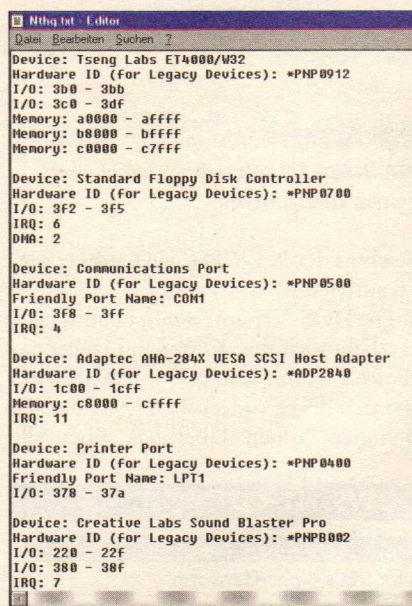 Nthg.txt - Editor
Datei Bearbeiten Suchen ?
Device: Tseng Labs ET4000/W32
Hardware ID (for Legacy Devices): *PNP0912
I/O: 3b0 - 3bb
I/O: 3c0 - 3df
Memory: a0000 - affff
Memory: b8000 - bffff
Memory: c0000 - c7fff
Device: Standard Floppy Disk Controller
Hardware ID (for Legacy Devices): *PNP0700
I/O: 3f2 - 3f5
IRQ: 6
DMA: 2
Device: Communications Port
Hardware ID (for Legacy Devices): *PNP0500
Friendly Port Name: COM1
I/O: 3f8 - 3ff
IRQ: 4
Device: Adaptec AHA-284X VESA SCSI Host Adapter
Hardware ID (for Legacy Devices): *ADP2840
I/O: 1c00 - 1cff
Memory: c8000 - cffff
IRQ: 11
Device: Printer Port
Hardware ID (for Legacy Devices): *PNP0400
Friendly Port Name: LPT1
I/O: 378 - 37a
Device: Creative Labs Sound Blaster Pro
Hardware ID (for Legacy Devices): *PNPB002
I/O: 220 - 22f
I/O: 380 - 38f
IRQ: 7